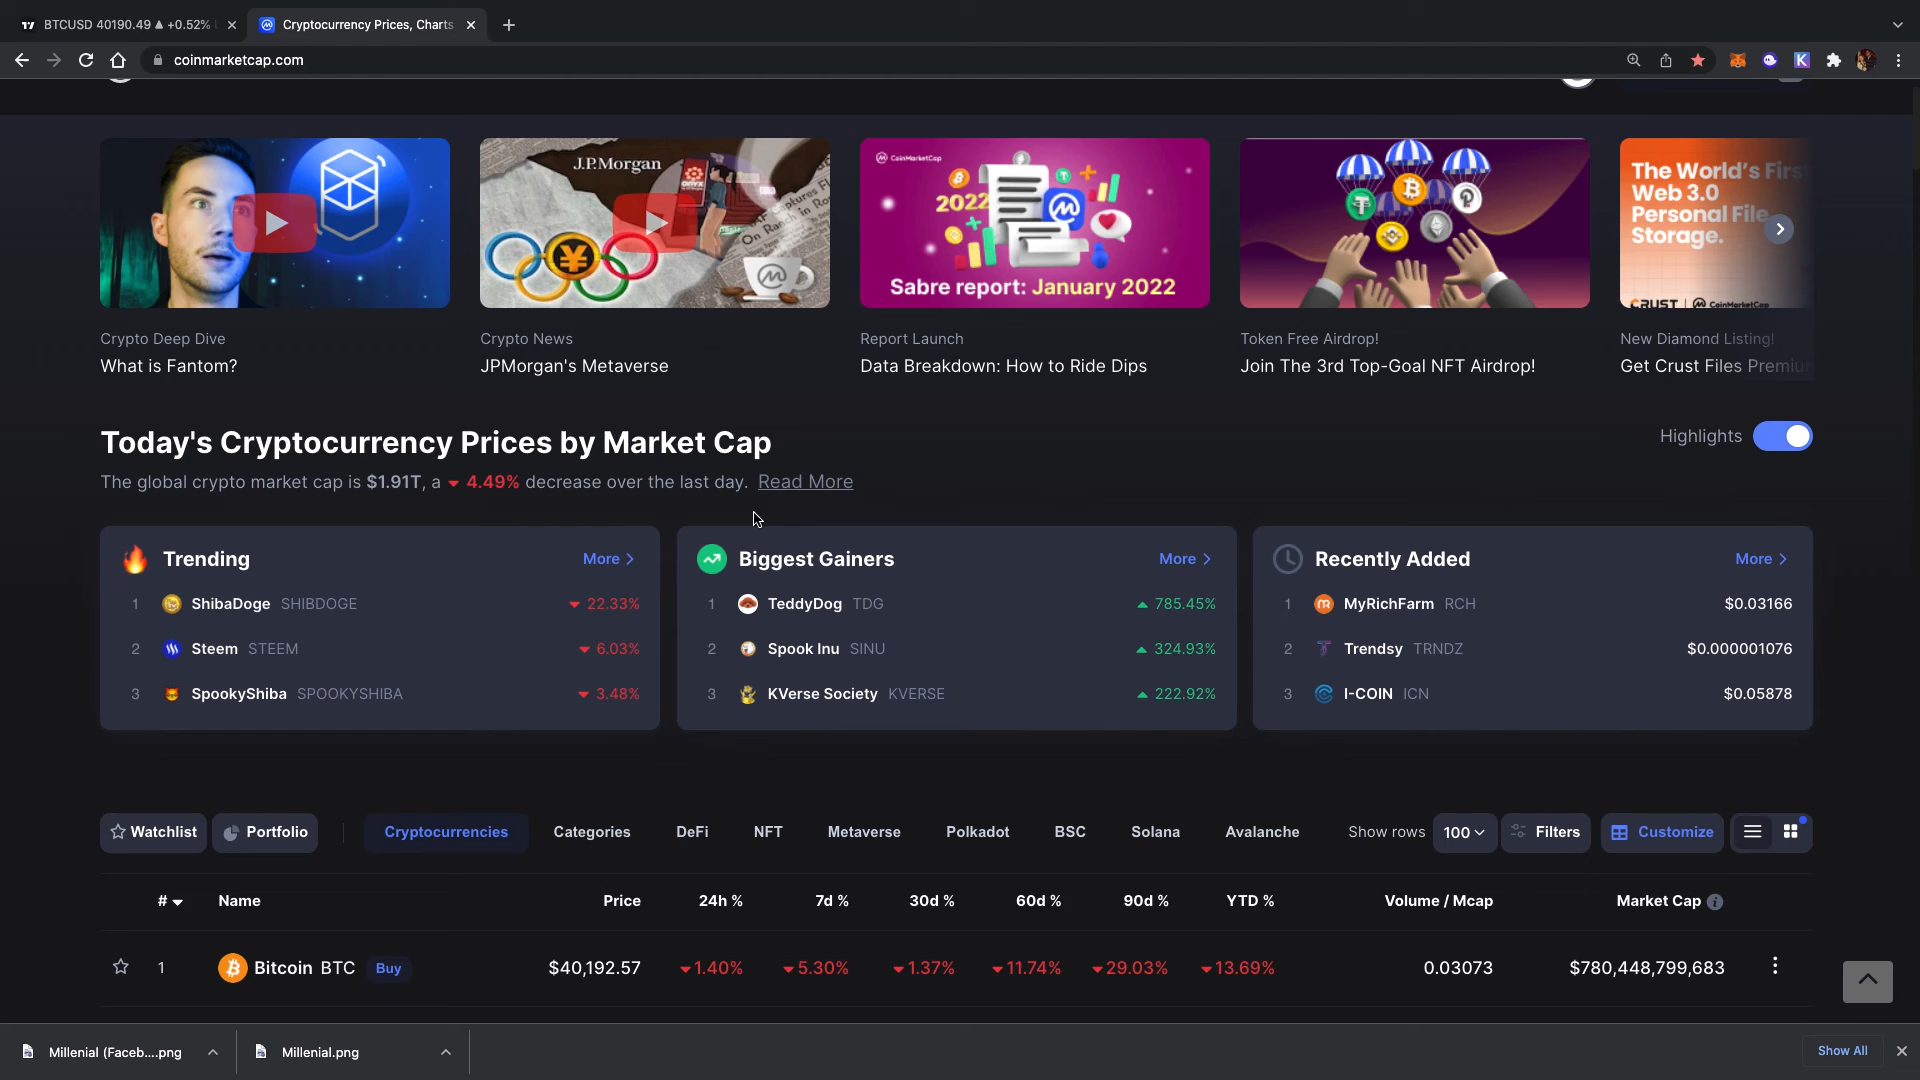 BTCUSD 40190.49 ▲ +0.52%
Cryptocurrency Prices, Charts
coinmarketcap.com
J.P.Morgan
ONYX
On
CoinMarketCap
2022
Sabre report: January 2022
The World's First
Web 3.0
Personal File
Storage.
CRUST | CoinMarketCap
Crypto Deep Dive
What is Fantom?
Crypto News
JPMorgan's Metaverse
Report Launch
Data Breakdown: How to Ride Dips
Token Free Airdrop!
Join The 3rd Top-Goal NFT Airdrop!
New Diamond Listing!
Get Crust Files Premiu
Today's Cryptocurrency Prices by Market Cap
Highlights
The global crypto market cap is $1.91T, a ▼ 4.49% decrease over the last day. Read More
Trending
More >
1 ShibaDoge SHIBDOGE ▼ 22.33%
2 Steem STEEM ▼ 6.03%
3 SpookyShiba SPOOKYSHIBA ▼ 3.48%
Biggest Gainers
More >
1 TeddyDog TDG ▲ 785.45%
2 Spook Inu SINU ▲ 324.93%
3 KVerse Society KVERSE ▲ 222.92%
Recently Added
More >
1 MyRichFarm RCH $0.03166
2 Trendsy TRNDZ $0.000001076
3 I-COIN ICN $0.05878
Watchlist Portfolio Cryptocurrencies Categories DeFi NFT Metaverse Polkadot BSC Solana Avalanche Show rows 100 Filters Customize
# Name Price 24h % 7d % 30d % 60d % 90d % YTD % Volume / Mcap Market Cap
1 Bitcoin BTC Buy $40,192.57 ▼1.40% ▼5.30% ▼1.37% ▼11.74% ▼29.03% ▼13.69% 0.03073 $780,448,799,683
Millenial (Faceb....png
Millenial.png
Show All